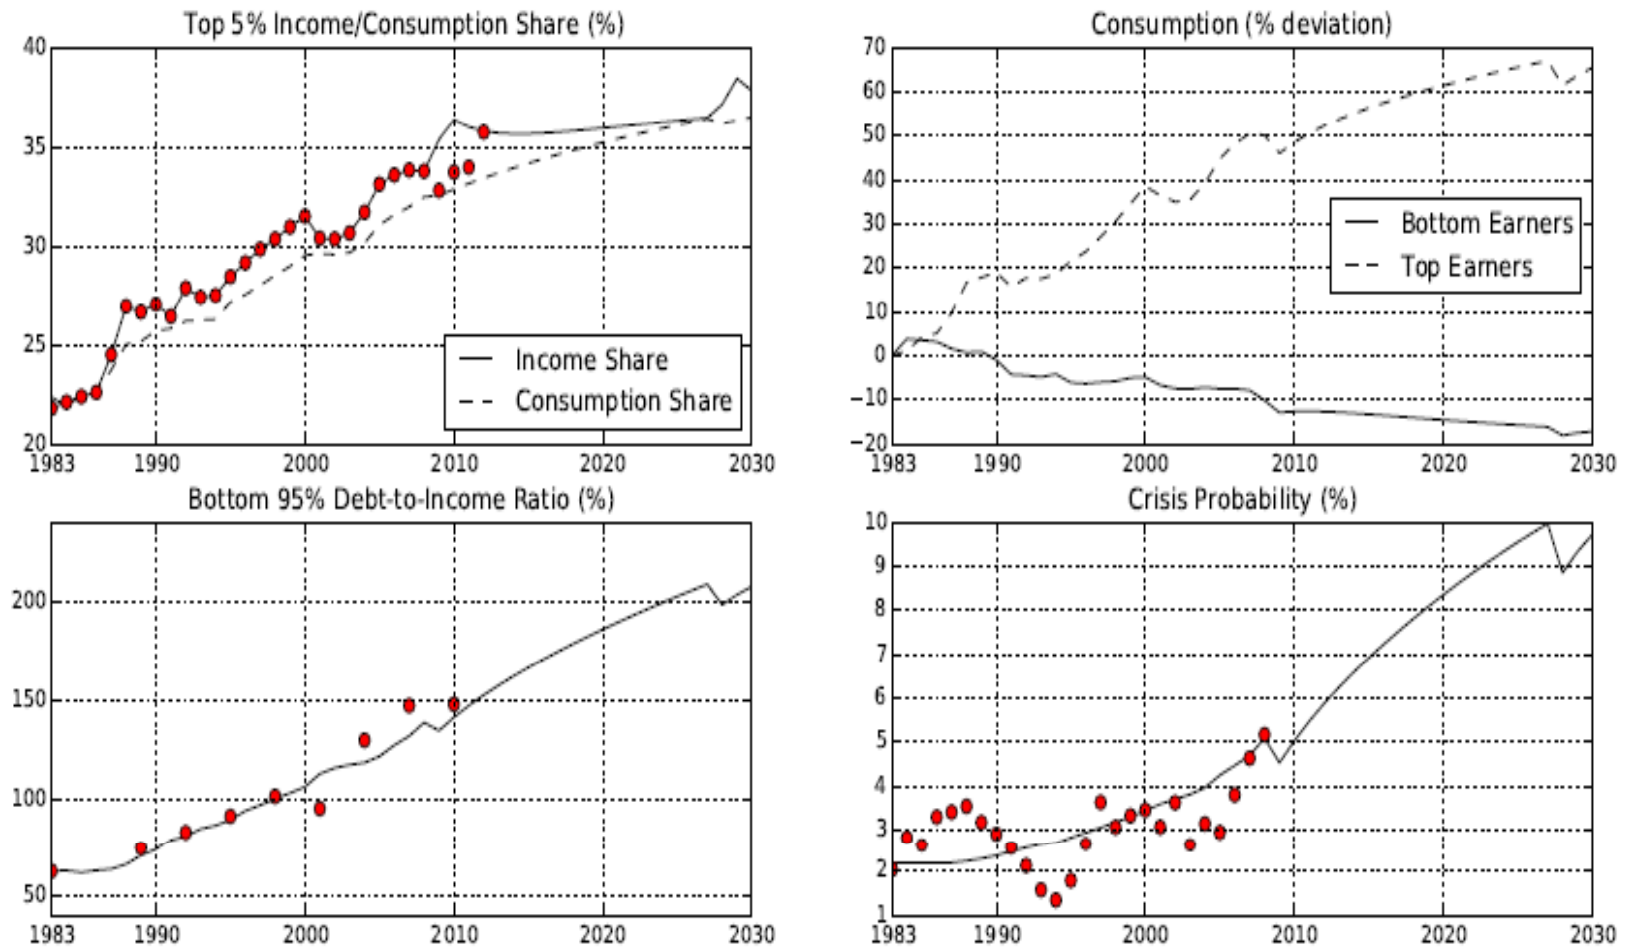 Top 5% Income/Consumption Share (%)
40
35
30
25
20
1983 1990 2000 2010 2020 2030
Income Share
Consumption Share
Consumption (% deviation)
70
60
50
40
30
20
10
0
−10
−20
1983 1990 2000 2010 2020 2030
Bottom Earners
Top Earners
Bottom 95% Debt-to-Income Ratio (%)
200
150
100
50
1983 1990 2000 2010 2020 2030
Crisis Probability (%)
10
9
8
7
6
5
4
3
2
1
1983 1990 2000 2010 2020 2030